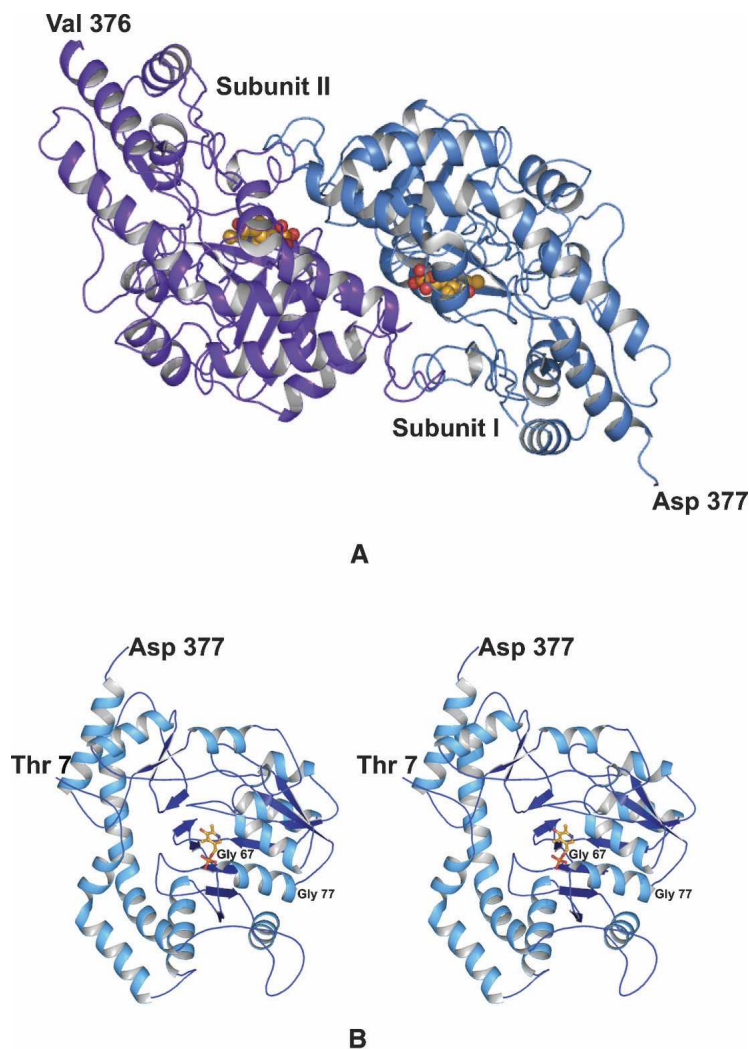 Val 376
Subunit II
Subunit I
Asp 377
A
Asp 377
Asp 377
Thr 7
Thr 7
Gly 67
Gly 67
Gly 77
Gly 77
B